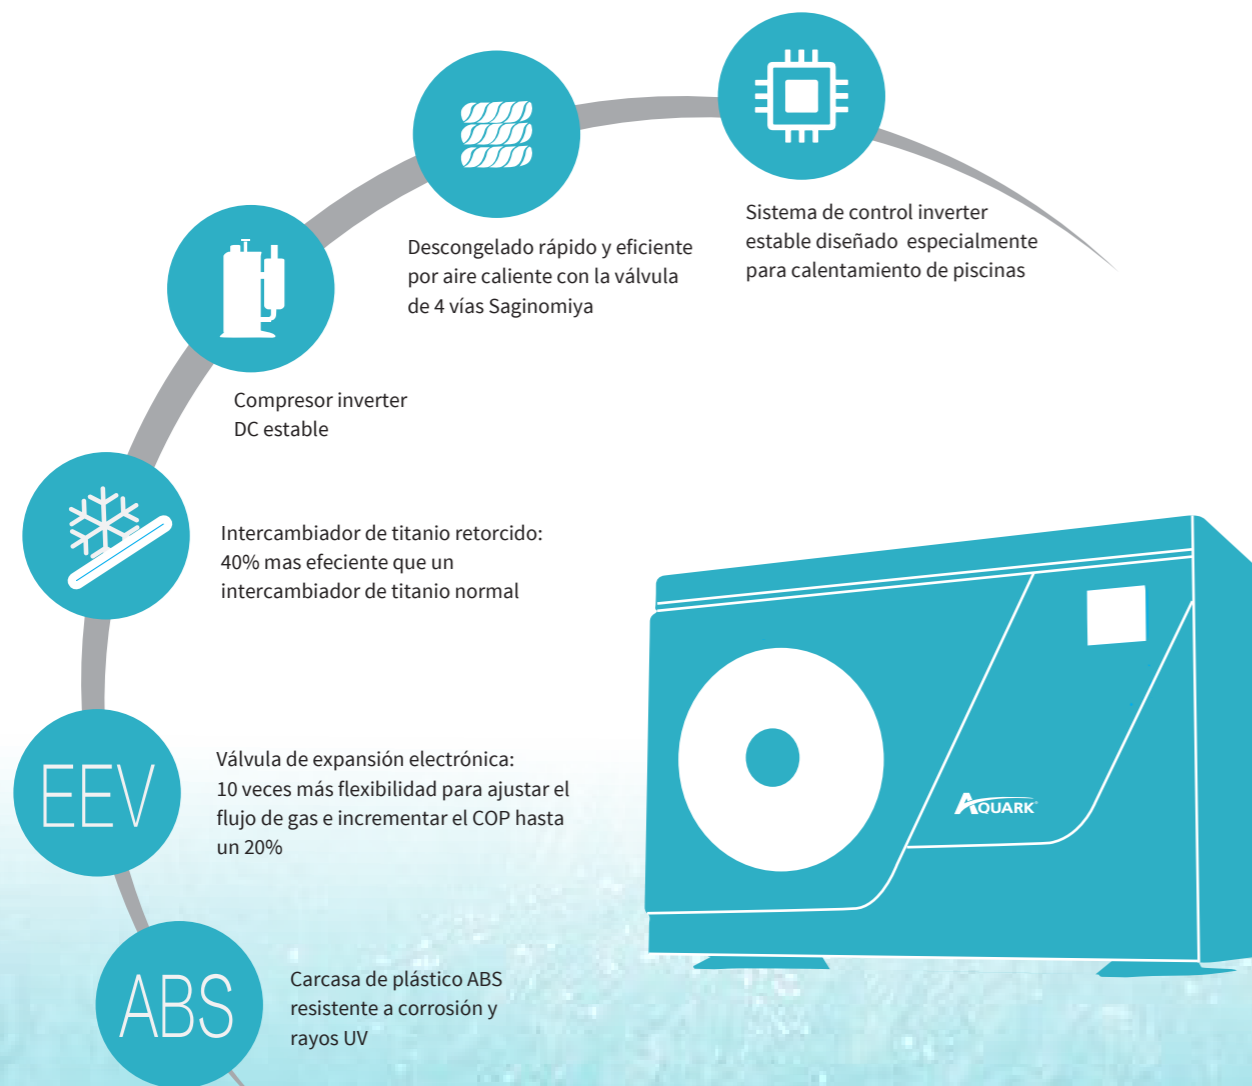 Sistema de control inverter
estable diseñado especialmente
para calentamiento de piscinas
Descongelado rápido y eficiente
por aire caliente con la válvula
de 4 vías Saginomiya
Compresor inverter
DC estable
Intercambiador de titanio retorcido:
40% mas efeciente que un
intercambiador de titanio normal
EEV
Válvula de expansión electrónica:
10 veces más flexibilidad para ajustar el
flujo de gas e incrementar el COP hasta
un 20%
AQUARK
ABS
Carcasa de plástico ABS
resistente a corrosión y
rayos UV